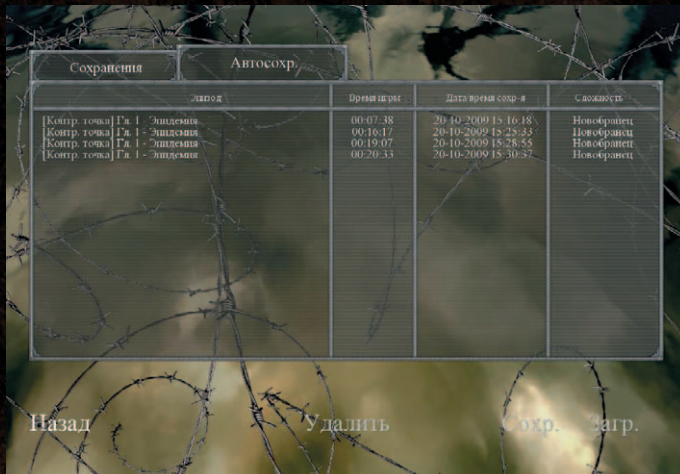 Сохранения
Автосохр.
Эпизод Время игры Дата/время сохр-я Сложность
[Контр. точка] Гл. 1 - Эпидемия 00:07:38 20-10-2009 15:16:18 Новобранец
[Контр. точка] Гл. 1 - Эпидемия 00:16:17 20-10-2009 15:25:33 Новобранец
[Контр. точка] Гл. 1 - Эпидемия 00:19:07 20-10-2009 15:28:55 Новобранец
[Контр. точка] Гл. 1 - Эпидемия 00:20:33 20-10-2009 15:30:37 Новобранец
Назад Удалить Сохр. Загр.